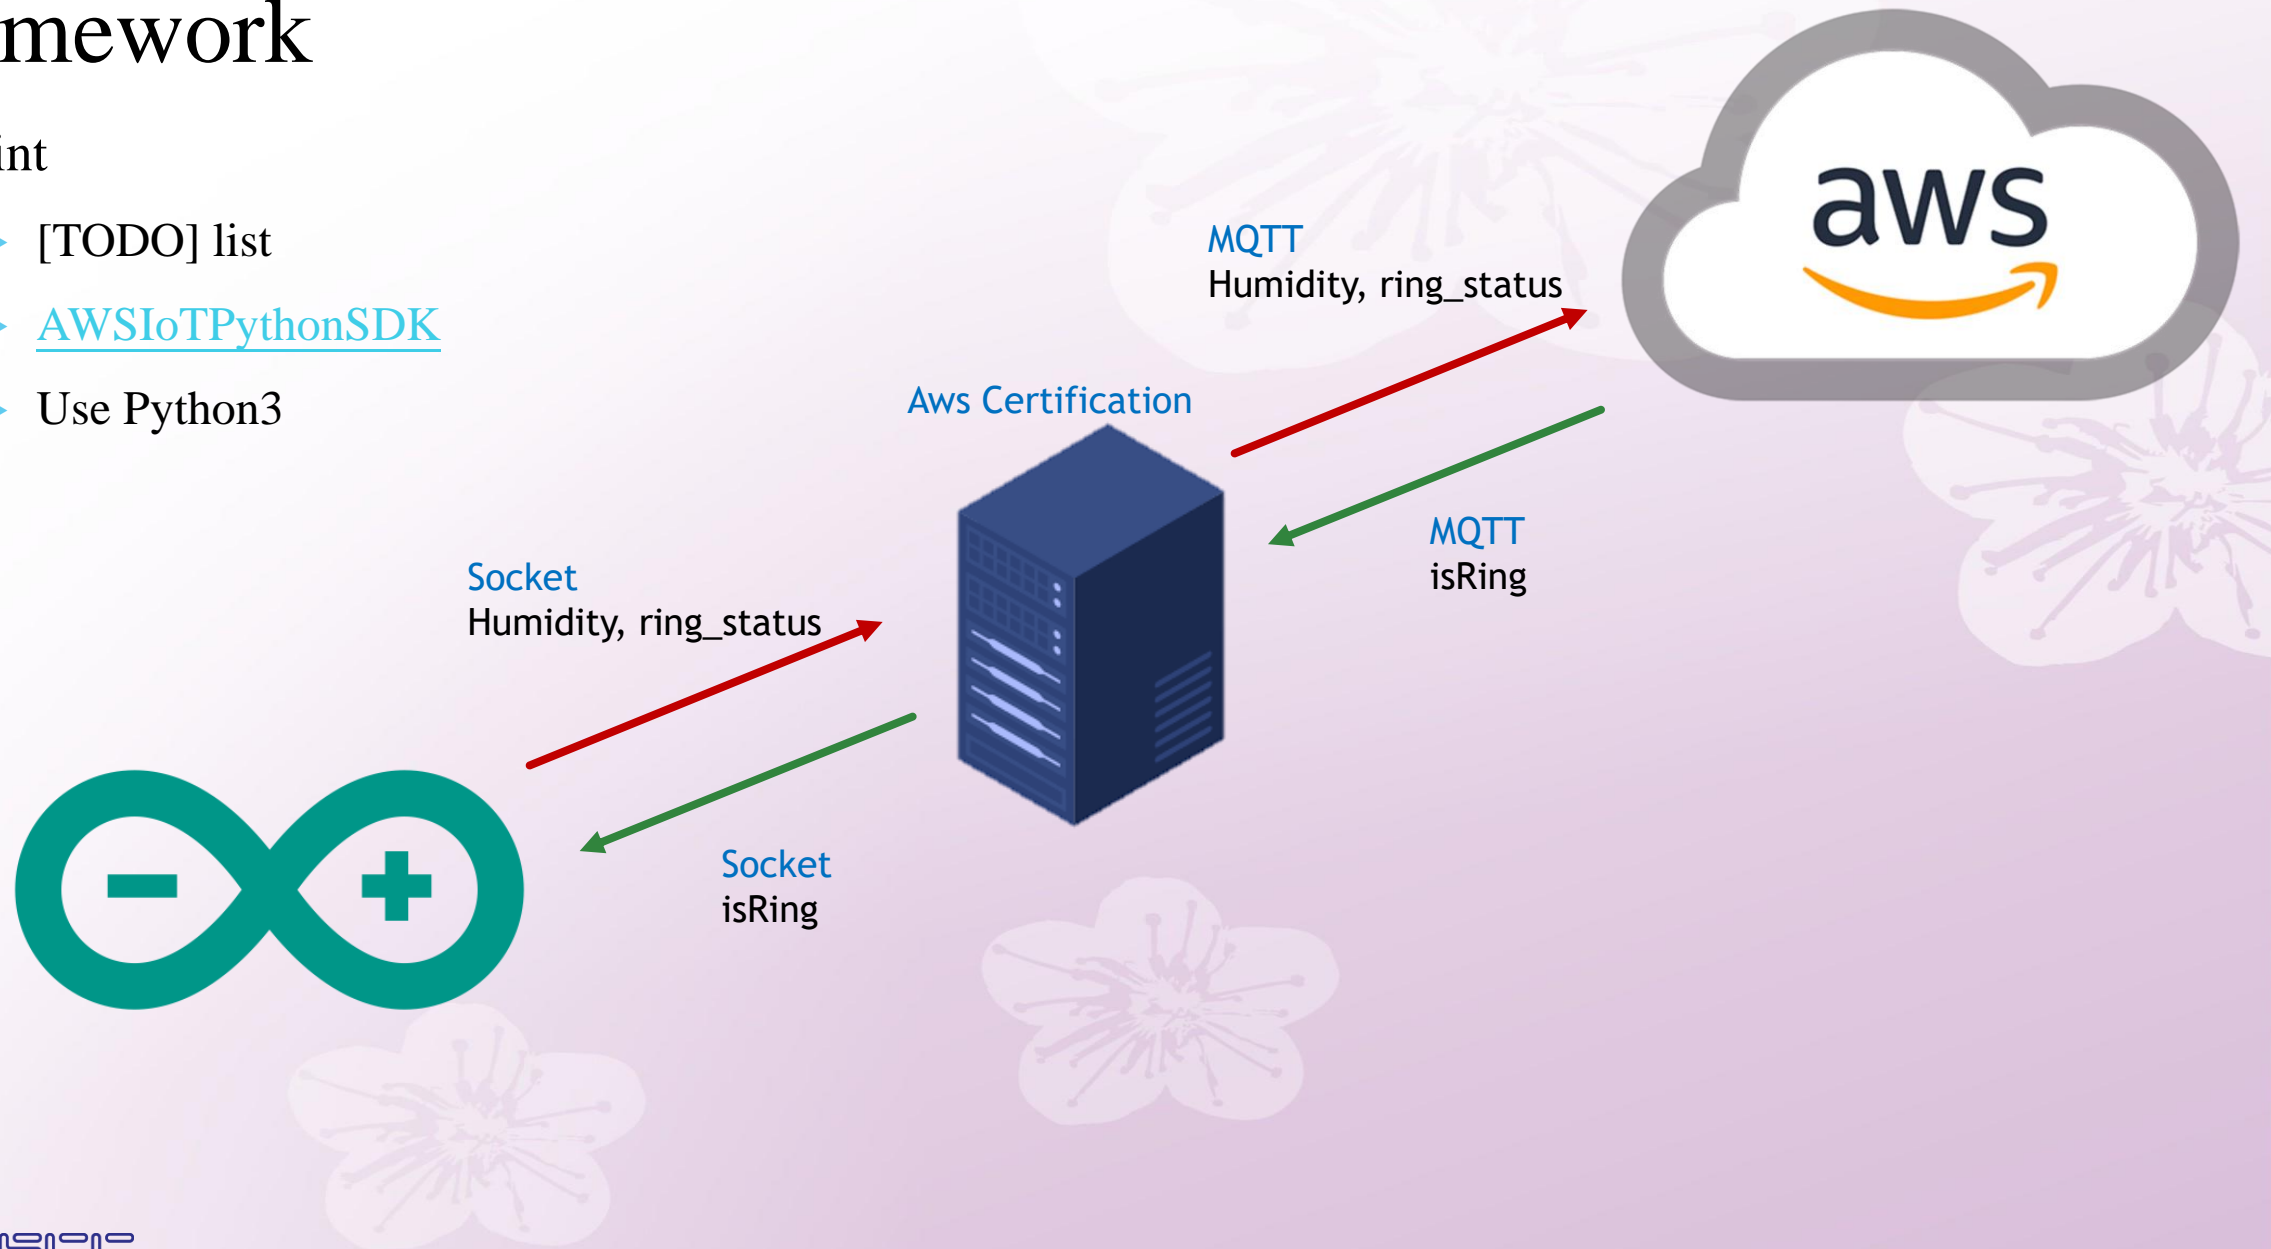 mework
int
[TODO] list
AWSIoTPythonSDK
Use Python3
aws
MQTT
Humidity, ring_status
Aws Certification
MQTT
isRing
Socket
Humidity, ring_status
Socket
isRing